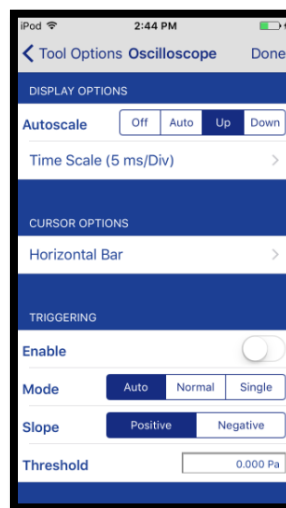 iPod 2:44 PM
Tool Options Oscilloscope Done
DISPLAY OPTIONS
Autoscale Off Auto Up Down
Time Scale (5 ms/Div)
CURSOR OPTIONS
Horizontal Bar
TRIGGERING
Enable
Mode Auto Normal Single
Slope Positive Negative
Threshold 0.000 Pa